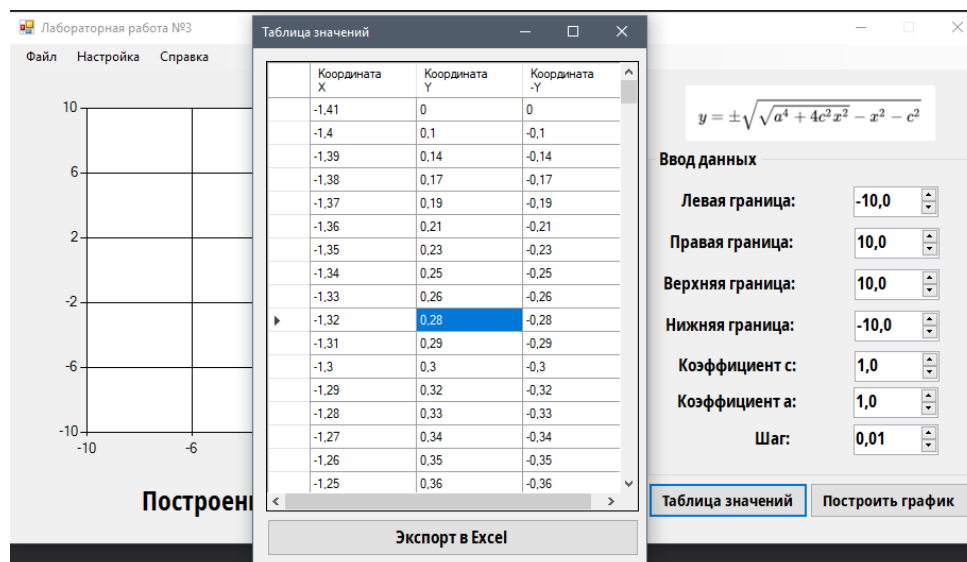 Лабораторная работа №3
Файл Настройка Справка
10
6
2
-2
-6
-10
-10 -6
Построен
Таблица значений
Координата X Координата Y Координата -Y
-1,41 0 0
-1,4 0,1 -0,1
-1,39 0,14 -0,14
-1,38 0,17 -0,17
-1,37 0,19 -0,19
-1,36 0,21 -0,21
-1,35 0,23 -0,23
-1,34 0,25 -0,25
-1,33 0,26 -0,26
-1,32 0,28 -0,28
-1,31 0,29 -0,29
-1,3 0,3 -0,3
-1,29 0,32 -0,32
-1,28 0,33 -0,33
-1,27 0,34 -0,34
-1,26 0,35 -0,35
-1,25 0,36 -0,36
Экспорт в Excel
y = ±√(√(a⁴ + 4c²x²) − x² − c²)
Ввод данных
Левая граница: -10,0
Правая граница: 10,0
Верхняя граница: 10,0
Нижняя граница: -10,0
Коэффициент c: 1,0
Коэффициент a: 1,0
Шаг: 0,01
Таблица значений Построить график